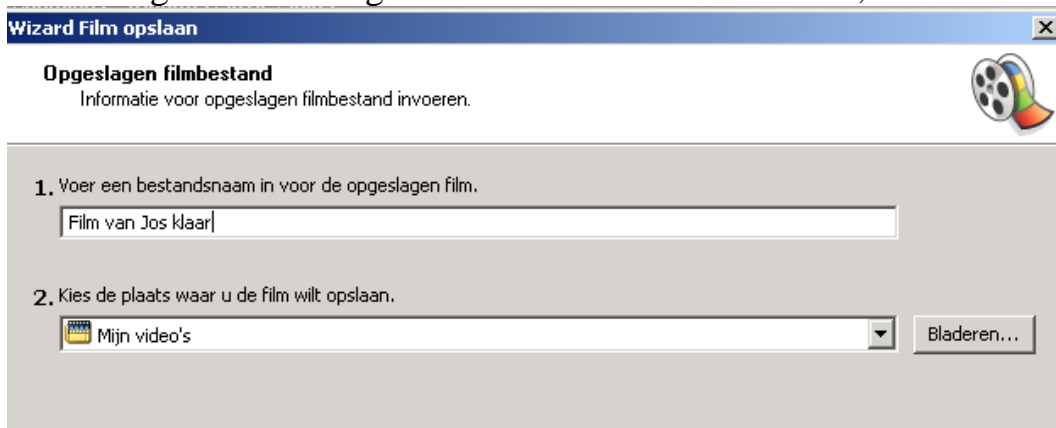 Wizard Film opslaan
Opgeslagen filmbestand
Informatie voor opgeslagen filmbestand invoeren.
1. Voer een bestandsnaam in voor de opgeslagen film.
Film van Jos klaar
2. Kies de plaats waar u de film wilt opslaan.
Mijn video's
Bladeren...